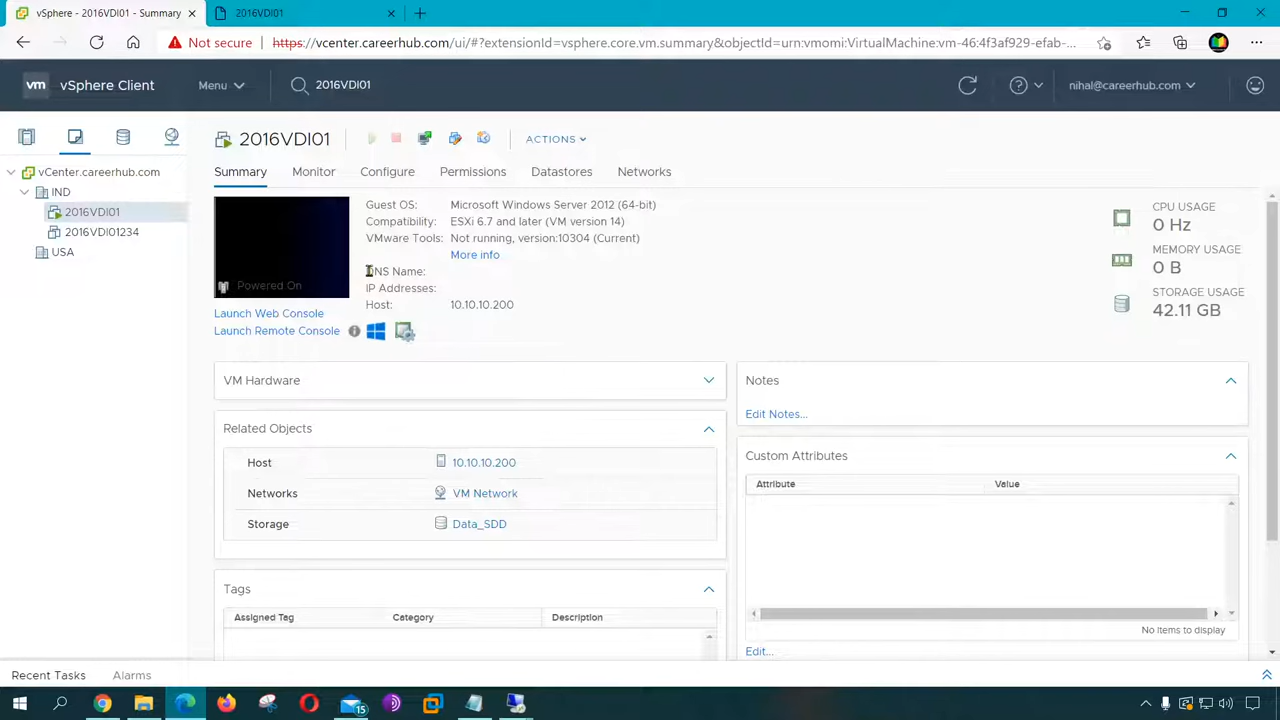 vSphere - 2016VDI01 - Summary
2016VDI01
Not secure
https://vcenter.careerhub.com/ui/#?extensionId=vsphere.core.vm.summary&objectId=urn:vmomi:VirtualMachine:vm-46:4f3af929-efab-...
vm vSphere Client
Menu
2016VDI01
nihal@careerhub.com
2016VDI01
ACTIONS
Summary
Monitor
Configure
Permissions
Datastores
Networks
vCenter.careerhub.com
IND
2016VDI01
2016VDI01234
USA
Powered On
Launch Web Console
Launch Remote Console
Guest OS: Microsoft Windows Server 2012 (64-bit)
Compatibility: ESXi 6.7 and later (VM version 14)
VMware Tools: Not running, version:10304 (Current)
More info
DNS Name:
IP Addresses:
Host: 10.10.10.200
CPU USAGE
0 Hz
MEMORY USAGE
0 B
STORAGE USAGE
42.11 GB
VM Hardware
Related Objects
Host 10.10.10.200
Networks VM Network
Storage Data_SDD
Tags
Assigned Tag Category Description
Notes
Edit Notes...
Custom Attributes
Attribute Value
No items to display
Edit...
Recent Tasks Alarms
15